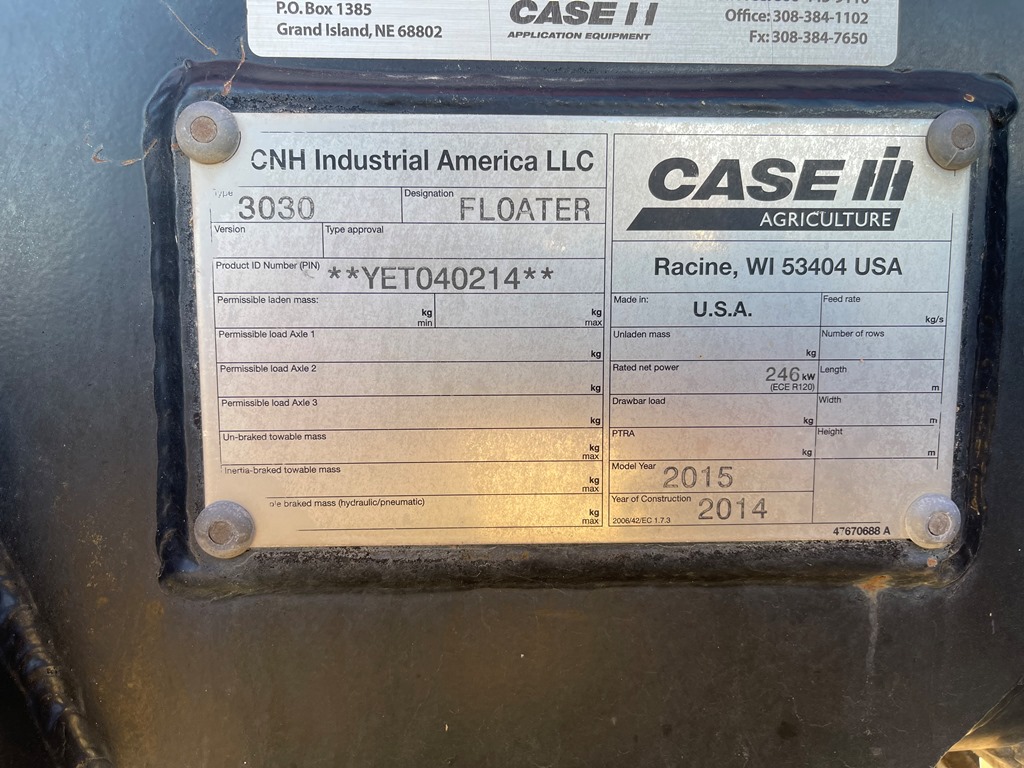 P.O. Box 1385
Grand Island, NE 68802
CASE IH
APPLICATION EQUIPMENT
Office: 308-384-1102
Fx: 308-384-7650
CNH Industrial America LLC
Type
3030
Designation
FLOATER
Version
Type approval
Product ID Number (PIN)
**YET040214**
Permissible laden mass:
kg
min
kg
max
Permissible load Axle 1
kg
Permissible load Axle 2
kg
Permissible load Axle 3
kg
Un-braked towable mass
kg
max
Inertia-braked towable mass
kg
max
braked mass (hydraulic/pneumatic)
kg
max
CASE IH
AGRICULTURE
Racine, WI 53404 USA
Made in:
U.S.A.
Feed rate
kg/s
Unladen mass
kg
Number of rows
Rated net power
246 kW
(ECE R120)
Length
m
Drawbar load
kg
Width
m
PTRA
kg
Height
m
Model Year
2015
Year of Construction
2014
2006/42/EC 1.7.3
47670688 A